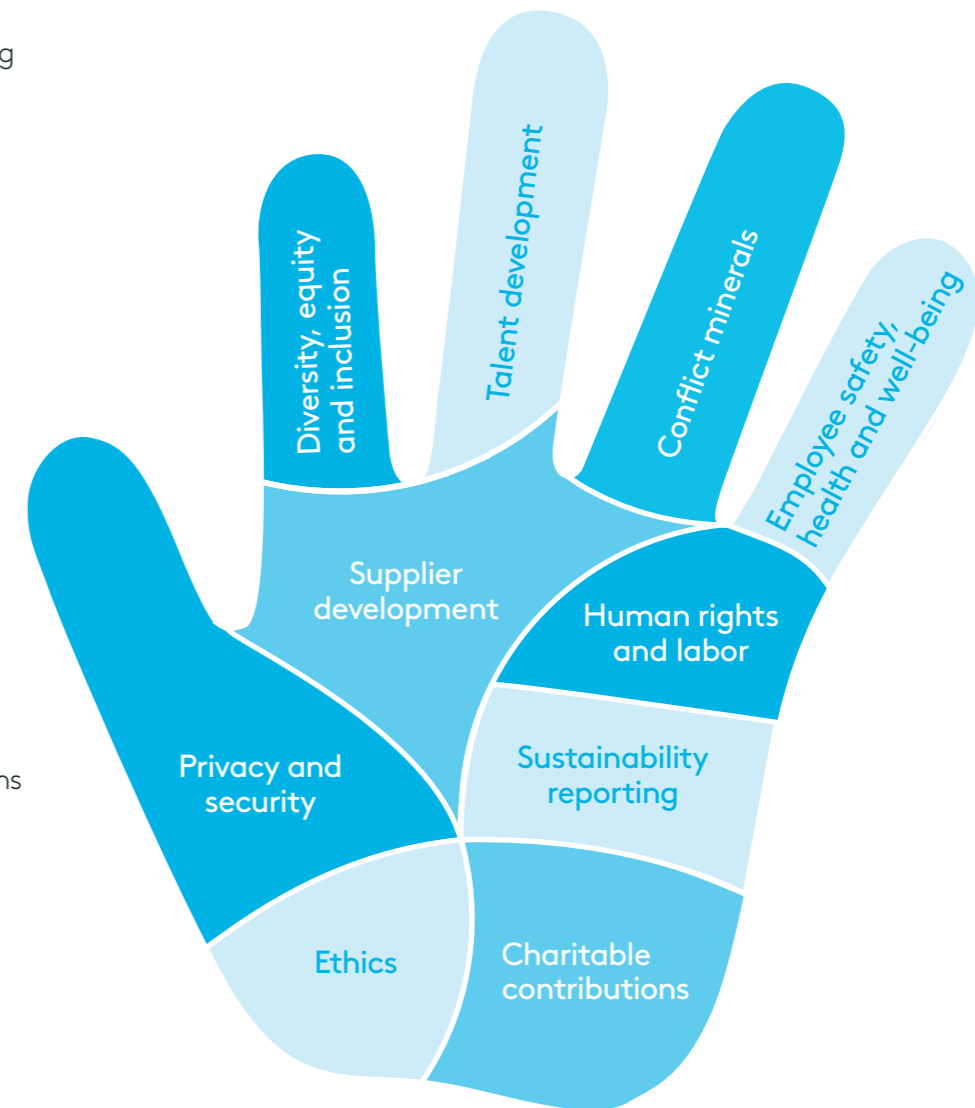 g
Diversity, equity
and inclusion
Talent development
Conflict minerals
Employee safety,
health and well-being
Supplier
development
Human rights
and labor
Privacy and
security
Sustainability
reporting
ns
Ethics
Charitable
contributions